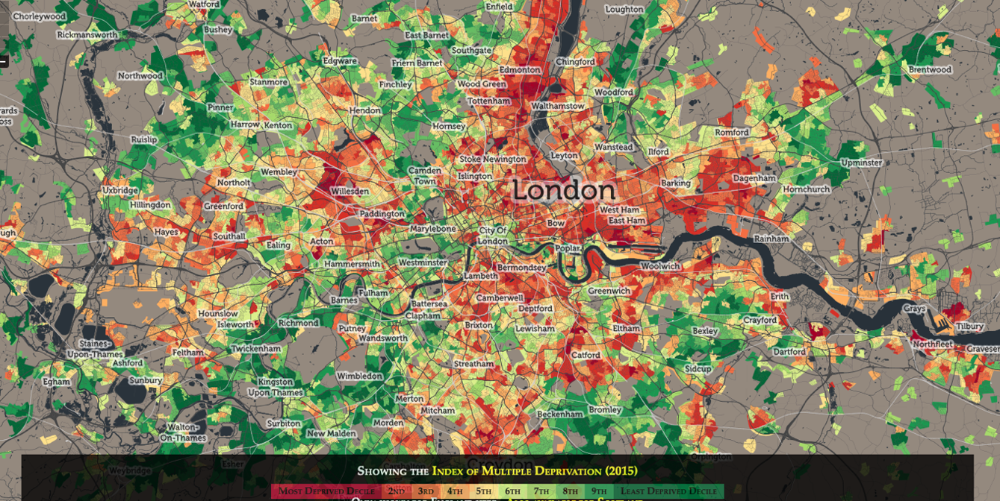 Watford
Chorleywood
Enfield
Loughton
Barnet
Rickmansworth
Bushey
East Barnet
Southgate
Edgware
Friern Barnet
Chingford
Edmonton
Brentwood
Northwood
Stanmore
Finchley
Wood Green
Woodford
Tottenham
Walthamstow
Pinner
Hendon
Harrow
Kenton
Hornsey
Romford
Ruislip
Wanstead
Ilford
Stoke Newington
Leyton
Upminster
Wembley
Camden
Town
Islington
Dagenham
Northolt
Barking
London
Uxbridge
Willesden
Hornchurch
Hillingdon
Greenford
West Ham
Paddington
East Ham
Bow
Marylebone
City Of
London
Hayes
Southall
Acton
Rainham
Ealing
Poplar
Hammersmith
Westminster
Bermondsey
Woolwich
Lambeth
Greenwich
Fulham
Barnes
Camberwell
Erith
Battersea
Deptford
Grays
Hounslow
Clapham
Isleworth
Richmond
Crayford
Brixton
Lewisham
Eltham
Bexley
Tilbury
Putney
Wandsworth
Staines-
Upon-Thames
Twickenham
Northfleet
Feltham
Dartford
Catford
Ashford
Streatham
Sidcup
Wimbledon
Egham
Sunbury
Kingston
Upon Thames
Merton
Mitcham
Bromley
Beckenham
Surbiton
Morden
Walton-
On-Thames
New Malden
Orpington
Esher
Croydon
Weybridge
Showing the Index of Multiple Deprivation (2015)
Most Deprived Decile 2nd 3rd 4th 5th 6th 7th 8th 9th Least Deprived Decile